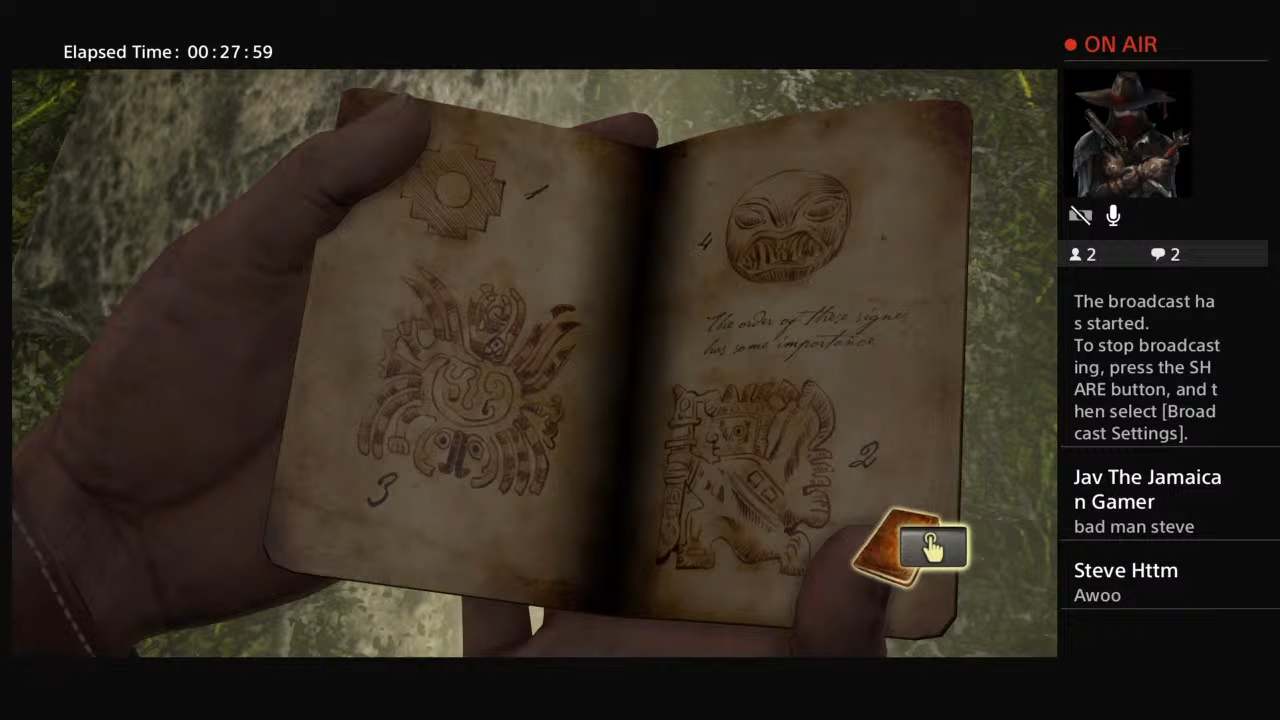 Elapsed Time: 00:27:59
ON AIR
1
4
The order of these signes
has some importance
3
2
2
2
The broadcast ha
s started.
To stop broadcast
ing, press the SH
ARE button, and t
hen select [Broad
cast Settings].
Jav The Jamaica
n Gamer
bad man steve
Steve Httm
Awoo